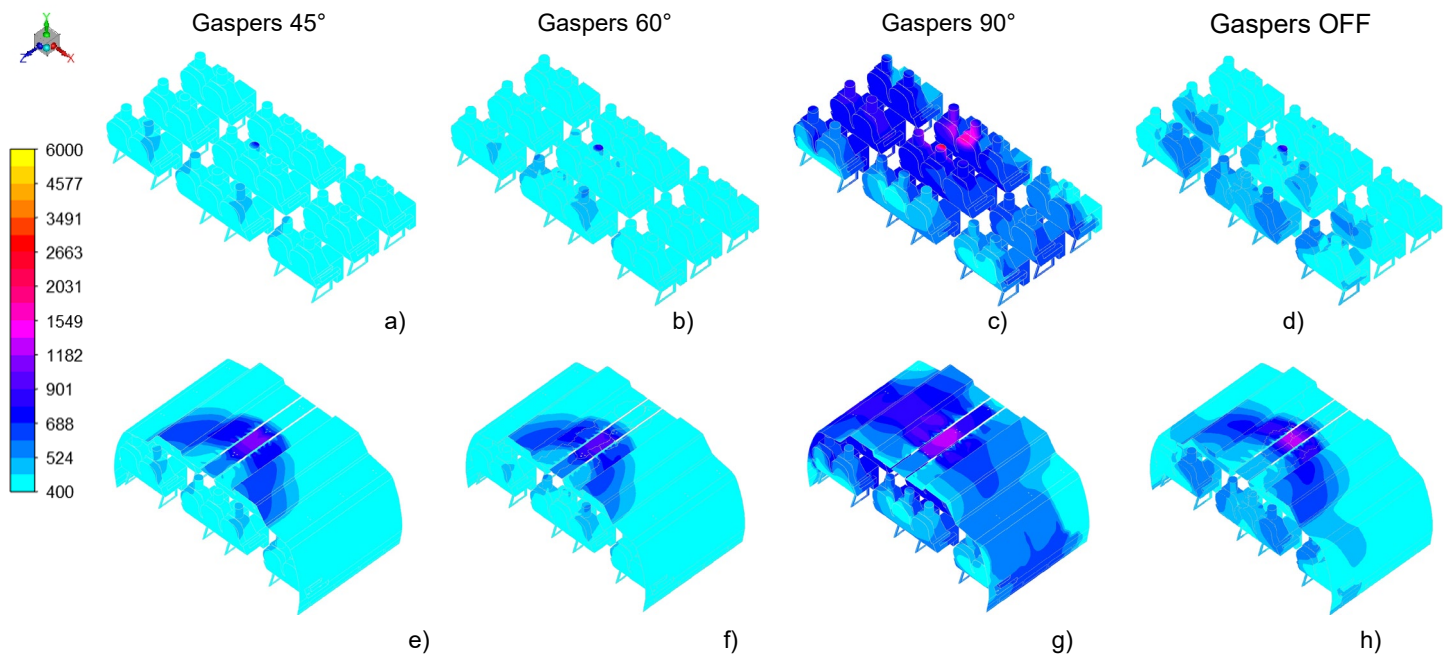 Gaspers 45°
Gaspers 60°
Gaspers 90°
Gaspers OFF
Y
Z
X
6000
4577
3491
2663
2031
1549
1182
901
688
524
400
a)
b)
c)
d)
e)
f)
g)
h)